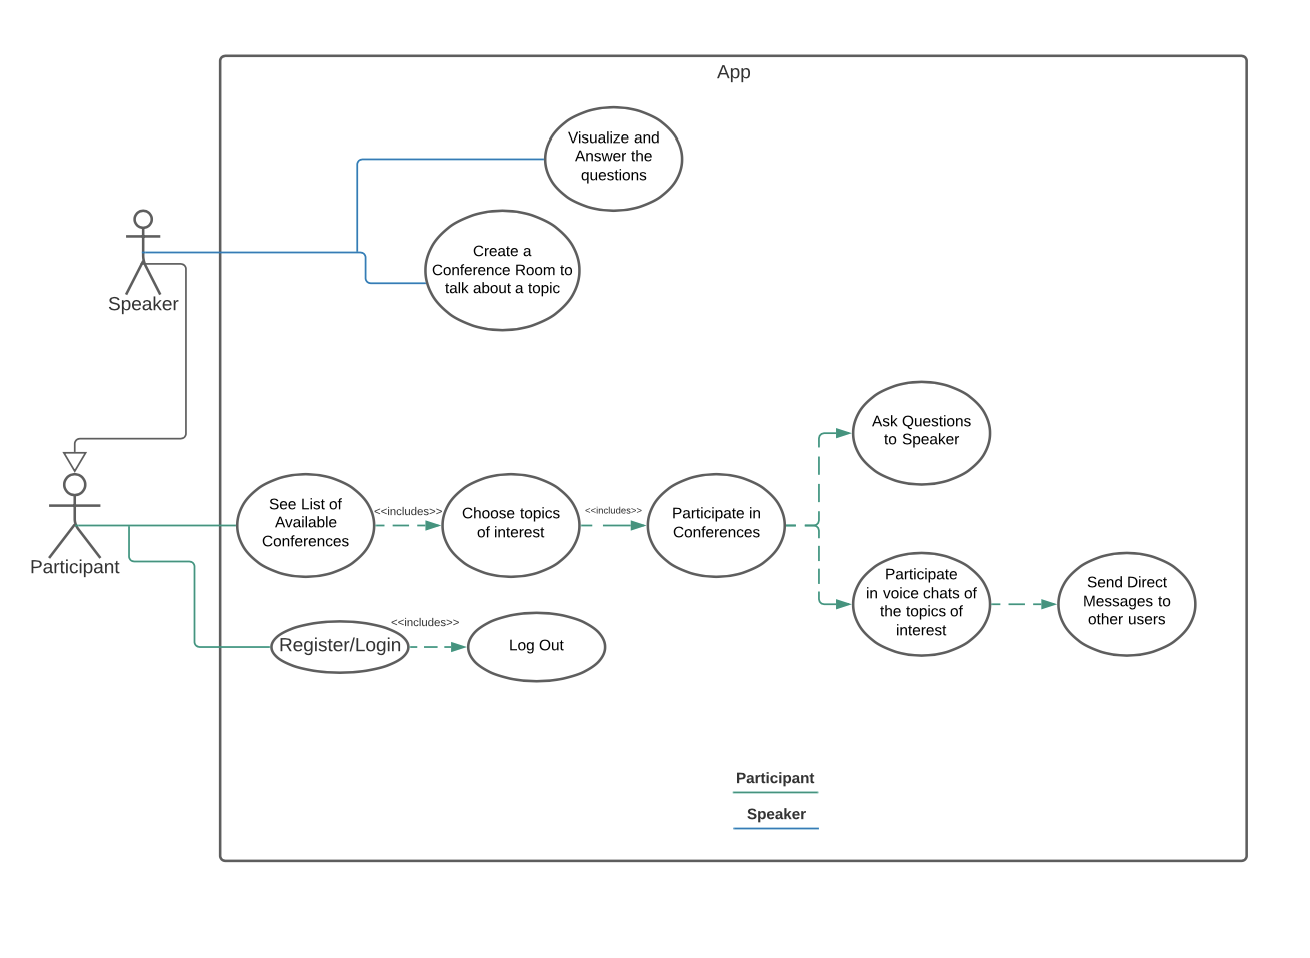 App
Visualize and
Answer the
questions
Create a
Conference Room to
talk about a topic
Speaker
Ask Questions
to Speaker
See List of
Available
Conferences
<<includes>>
Choose topics
of interest
<<includes>>
Participate in
Conferences
Participant
Participate
in voice chats of
the topics of
interest
Send Direct
Messages to
other users
Register/Login
<<includes>>
Log Out
Participant
Speaker